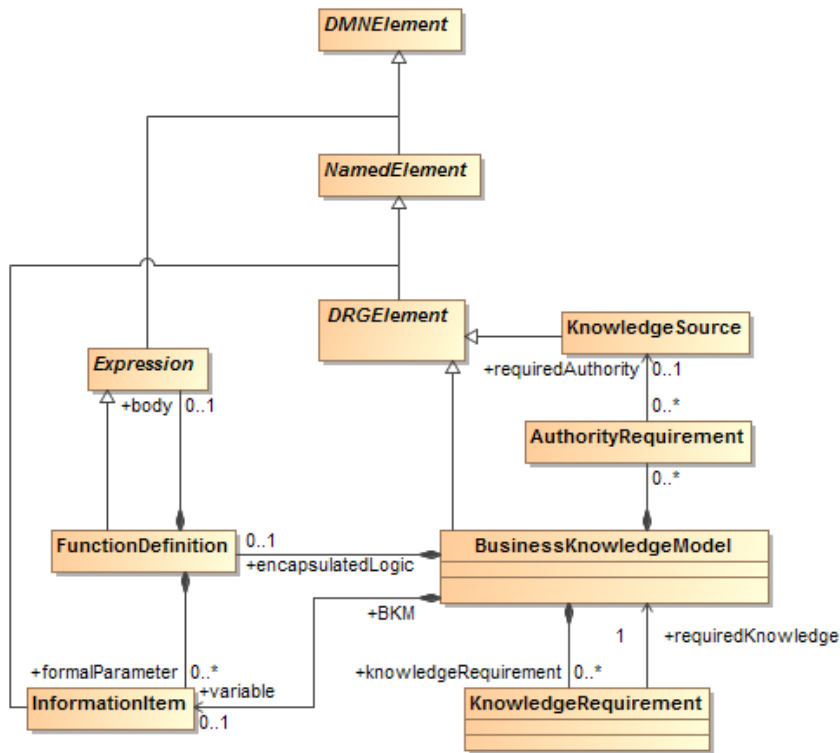 DMNElement
NamedElement
DRGElement
KnowledgeSource
Expression
+requiredAuthority
0..1
+body
0..1
0..*
AuthorityRequirement
0..*
FunctionDefinition
0..1
+encapsulatedLogic
BusinessKnowledgeModel
+BKM
1
+requiredKnowledge
+formalParameter
0..*
+variable
+knowledgeRequirement
0..*
InformationItem
0..1
KnowledgeRequirement